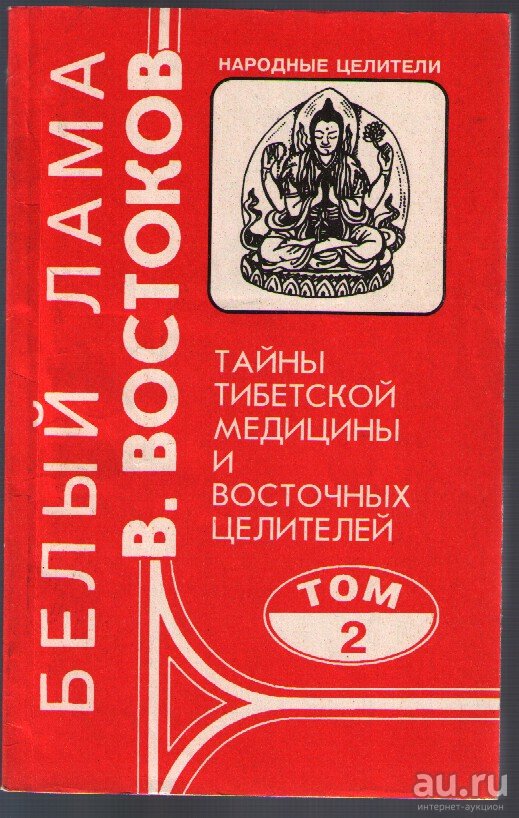 БЕЛЫЙ ЛАМА
В. ВОСТОКОВ
НАРОДНЫЕ ЦЕЛИТЕЛИ
ТАЙНЫ
ТИБЕТСКОЙ
МЕДИЦИНЫ
И
ВОСТОЧНЫХ
ЦЕЛИТЕЛЕЙ
ТОМ
2
au.ru
интернет-аукцион